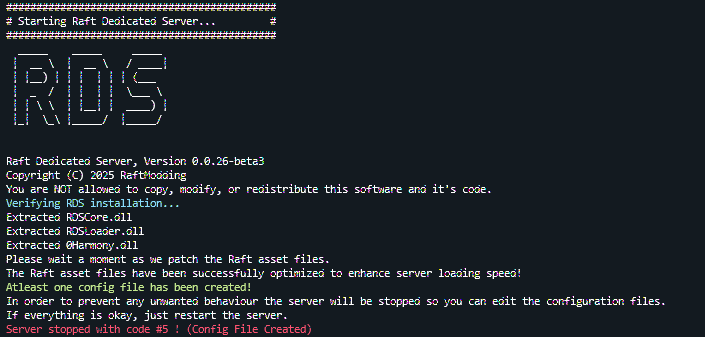 ################################################
# Starting Raft Dedicated Server...          #
################################################
RDS
Raft Dedicated Server, Version 0.0.26-beta3
Copyright (C) 2025 RaftModding
You are NOT allowed to copy, modify, or redistribute this software and it's code.
Verifying RDS installation...
Extracted RDSCore.dll
Extracted RDSLoader.dll
Extracted 0Harmony.dll
Please wait a moment as we patch the Raft asset files.
The Raft asset files have been successfully optimized to enhance server loading speed!
Atleast one config file has been created!
In order to prevent any unwanted behaviour the server will be stopped so you can edit the configuration files.
If everything is okay, just restart the server.
Server stopped with code #5 ! (Config File Created)